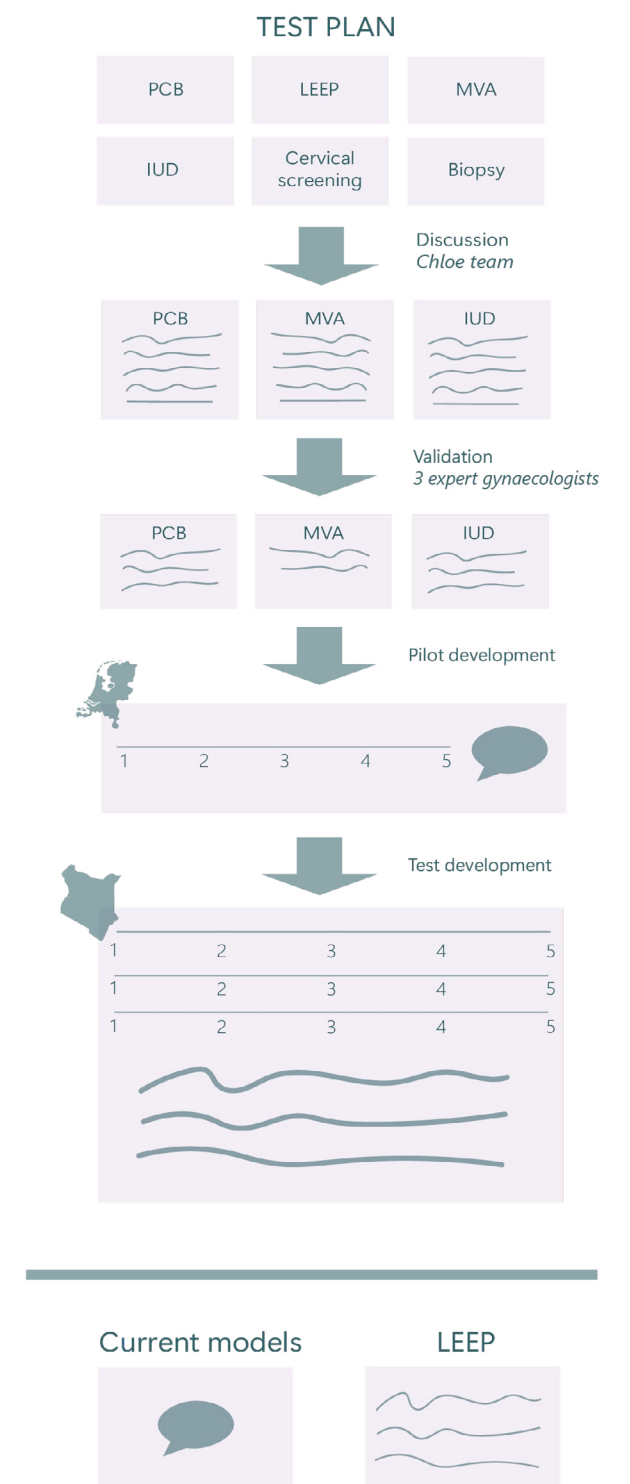 TEST PLAN
PCB
LEEP
MVA
IUD
Cervical
screening
Biopsy
Discussion
Chloe team
PCB
MVA
IUD
Validation
3 expert gynaecologists
PCB
MVA
IUD
Pilot development
1 2 3 4 5
Test development
1 2 3 4 5
1 2 3 4 5
1 2 3 4 5
Current models
LEEP